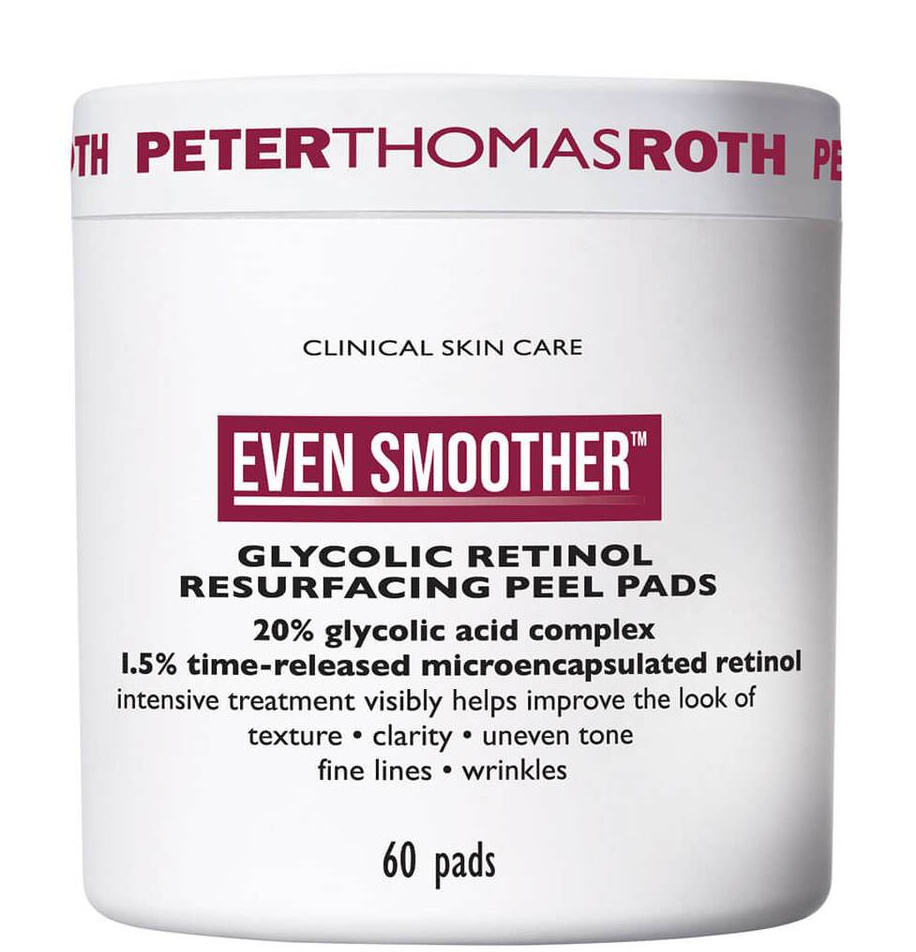 OTH PETERTHOMASROTH PE
CLINICAL SKIN CARE
EVEN SMOOTHER™
GLYCOLIC RETINOL
RESURFACING PEEL PADS
20% glycolic acid complex
1.5% time-released microencapsulated retinol
intensive treatment visibly helps improve the look of
texture • clarity • uneven tone
fine lines • wrinkles
60 pads